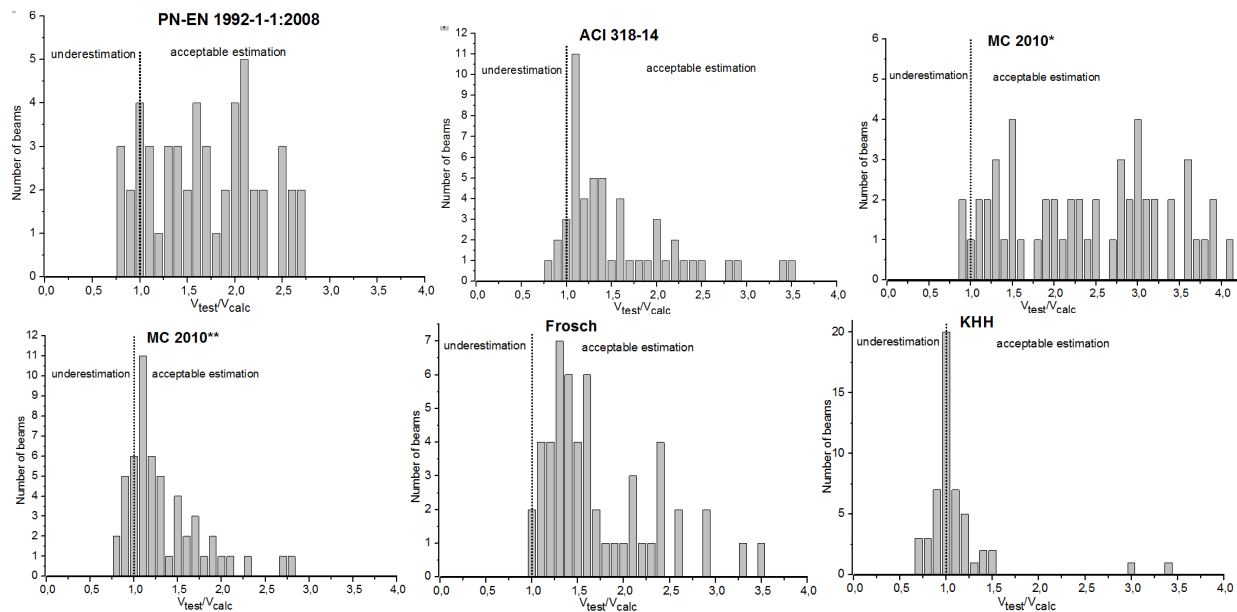 PN-EN 1992-1-1:2008
underestimation
acceptable estimation
Number of beams
6
5
4
3
2
1
0
0,0 0,5 1,0 1,5 2,0 2,5 3,0 3,5 4,0
Vtest/Vcalc
ACI 318-14
underestimation
acceptable estimation
Number of beams
12
11
10
9
8
7
6
5
4
3
2
1
0
0,0 0,5 1,0 1,5 2,0 2,5 3,0 3,5 4,0
Vtest/Vcalc
MC 2010*
underestimation
acceptable estimation
Number of beams
6
5
4
3
2
1
0
0,0 0,5 1,0 1,5 2,0 2,5 3,0 3,5 4,0
Vtest/Vcalc
MC 2010**
underestimation
acceptable estimation
Number of beams
12
11
10
9
8
7
6
5
4
3
2
1
0
0,0 0,5 1,0 1,5 2,0 2,5 3,0 3,5 4,0
Vtest/Vcalc
Frosch
underestimation
acceptable estimation
Number of beams
7
6
5
4
3
2
1
0
0,0 0,5 1,0 1,5 2,0 2,5 3,0 3,5 4,0
Vtest/Vcalc
KHH
underestimation
acceptable estimation
Number of beams
20
15
10
5
0
0,0 0,5 1,0 1,5 2,0 2,5 3,0 3,5 4,0
Vtest/Vcalc